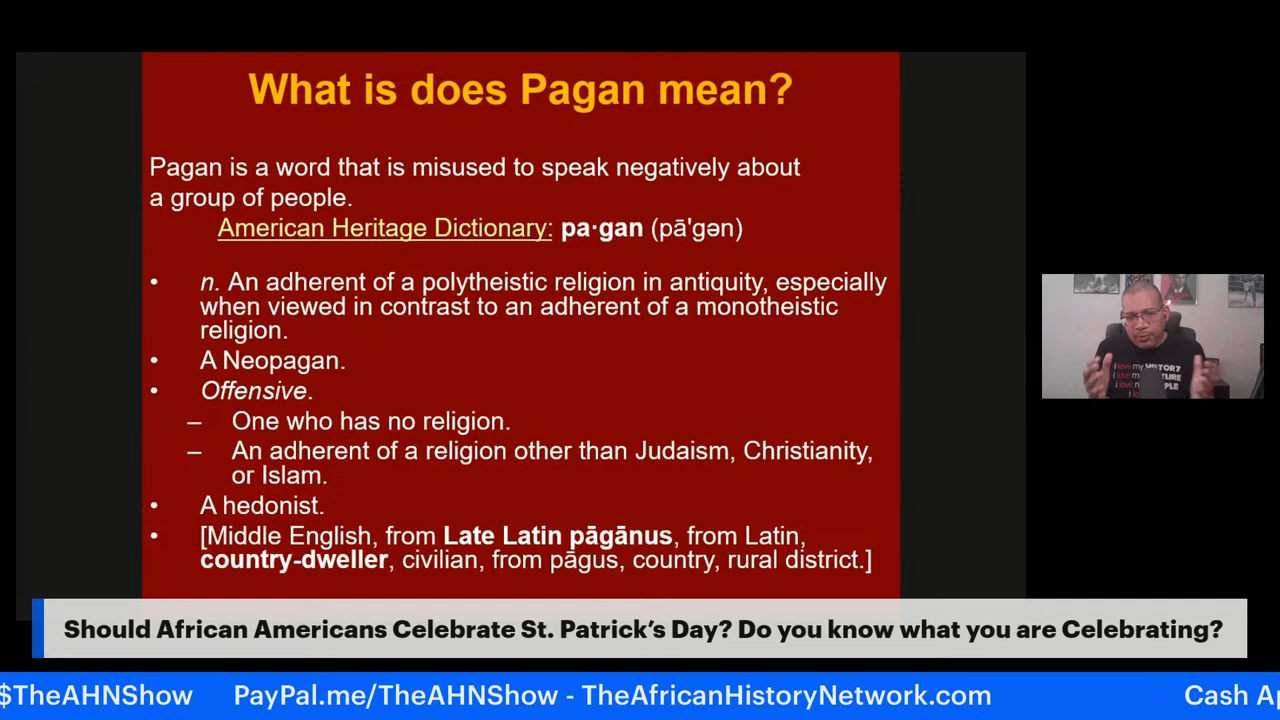 What is does Pagan mean?
Pagan is a word that is misused to speak negatively about
a group of people.
American Heritage Dictionary: pa·gan (pā'gən)
• n. An adherent of a polytheistic religion in antiquity, especially
when viewed in contrast to an adherent of a monotheistic
religion.
• A Neopagan.
• Offensive.
– One who has no religion.
– An adherent of a religion other than Judaism, Christianity,
or Islam.
• A hedonist.
• [Middle English, from Late Latin pāgānus, from Latin,
country-dweller, civilian, from pāgus, country, rural district.]
i love my HISTORY
i love
i love
i
Should African Americans Celebrate St. Patrick's Day? Do you know what you are Celebrating?
$TheAHNShow PayPal.me/TheAHNShow - TheAfricanHistoryNetwork.com Cash